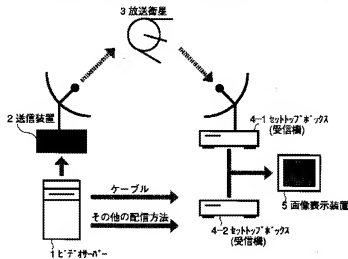 3 放送衛星
2 送信装置
4-1 セットトップボックス
(受信機)
ケーブル
その他の配信方法
5 画像表示装置
4-2 セットトップボックス
(受信機)
1 ビデオサーバー